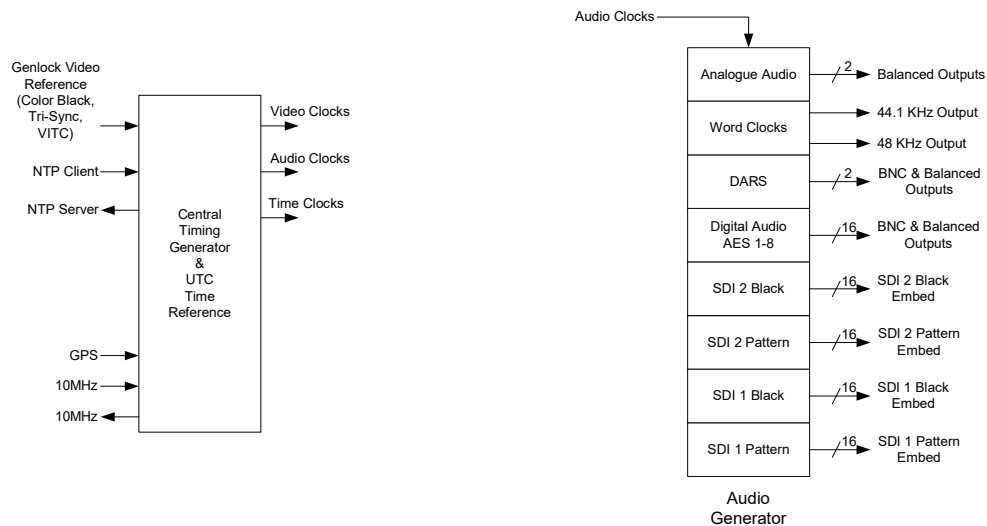 Genlock Video
Reference
(Color Black,
Tri-Sync,
VITC)
NTP Client
NTP Server
GPS
10MHz
10MHz
Central
Timing
Generator
&
UTC
Time
Reference
Video Clocks
Audio Clocks
Time Clocks
Audio Clocks
Analogue Audio
2
Balanced Outputs
Word Clocks
44.1 KHz Output
48 KHz Output
DARS
2
BNC & Balanced
Outputs
Digital Audio
AES 1-8
16
BNC & Balanced
Outputs
SDI 2 Black
16
SDI 2 Black
Embed
SDI 2 Pattern
16
SDI 2 Pattern
Embed
SDI 1 Black
16
SDI 1 Black
Embed
SDI 1 Pattern
16
SDI 1 Pattern
Embed
Audio
Generator